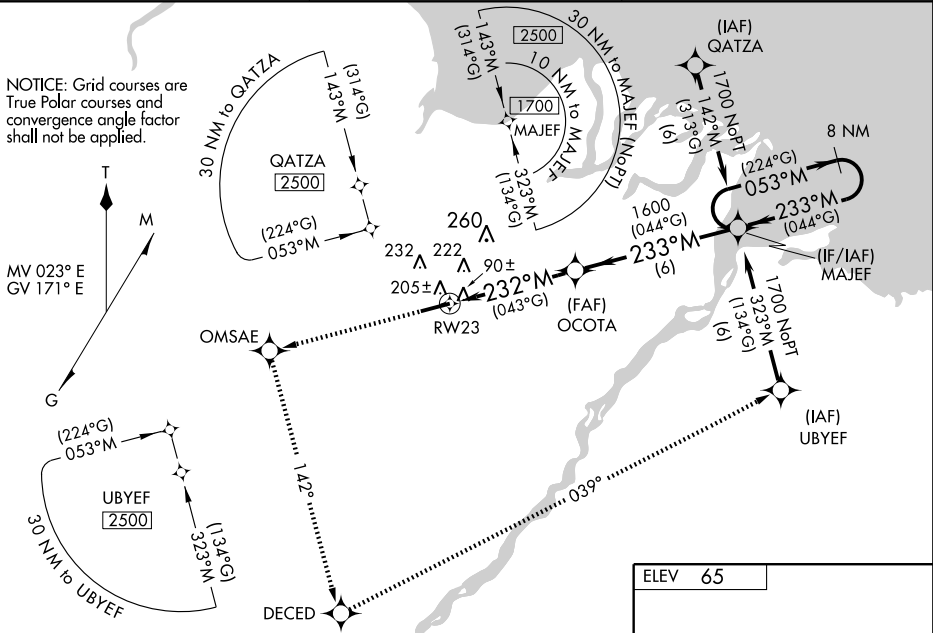 NOTICE: Grid courses are
True Polar courses and
convergence angle factor
shall not be applied.
T
M
MV 023° E
GV 171° E
G
30 NM to QATZA
(314°G)
143°M
QATZA
2500
(224°G)
053°M
30 NM to MAJEF (NoPT)
2500
143°M
(314°G)
10 NM to MAJEF
1700
MAJEF
323°M
(134°G)
(IAF)
QATZA
1700 NoPT
142°M
(313°G)
(6)
8 NM
(224°G)
053°M
233°M
(044°G)
(IF/IAF)
MAJEF
1600
(044°G)
233°M
(6)
260
232
222
90±
205±
232°M
(043°G)
RW23
(FAF)
OCOTA
1700 NoPT
323°M
(134°G)
(6)
(IAF)
UBYEF
OMSAE
142°
039°
DECED
(224°G)
053°M
UBYEF
2500
(134°G)
323°M
30 NM to UBYEF
ELEV 65